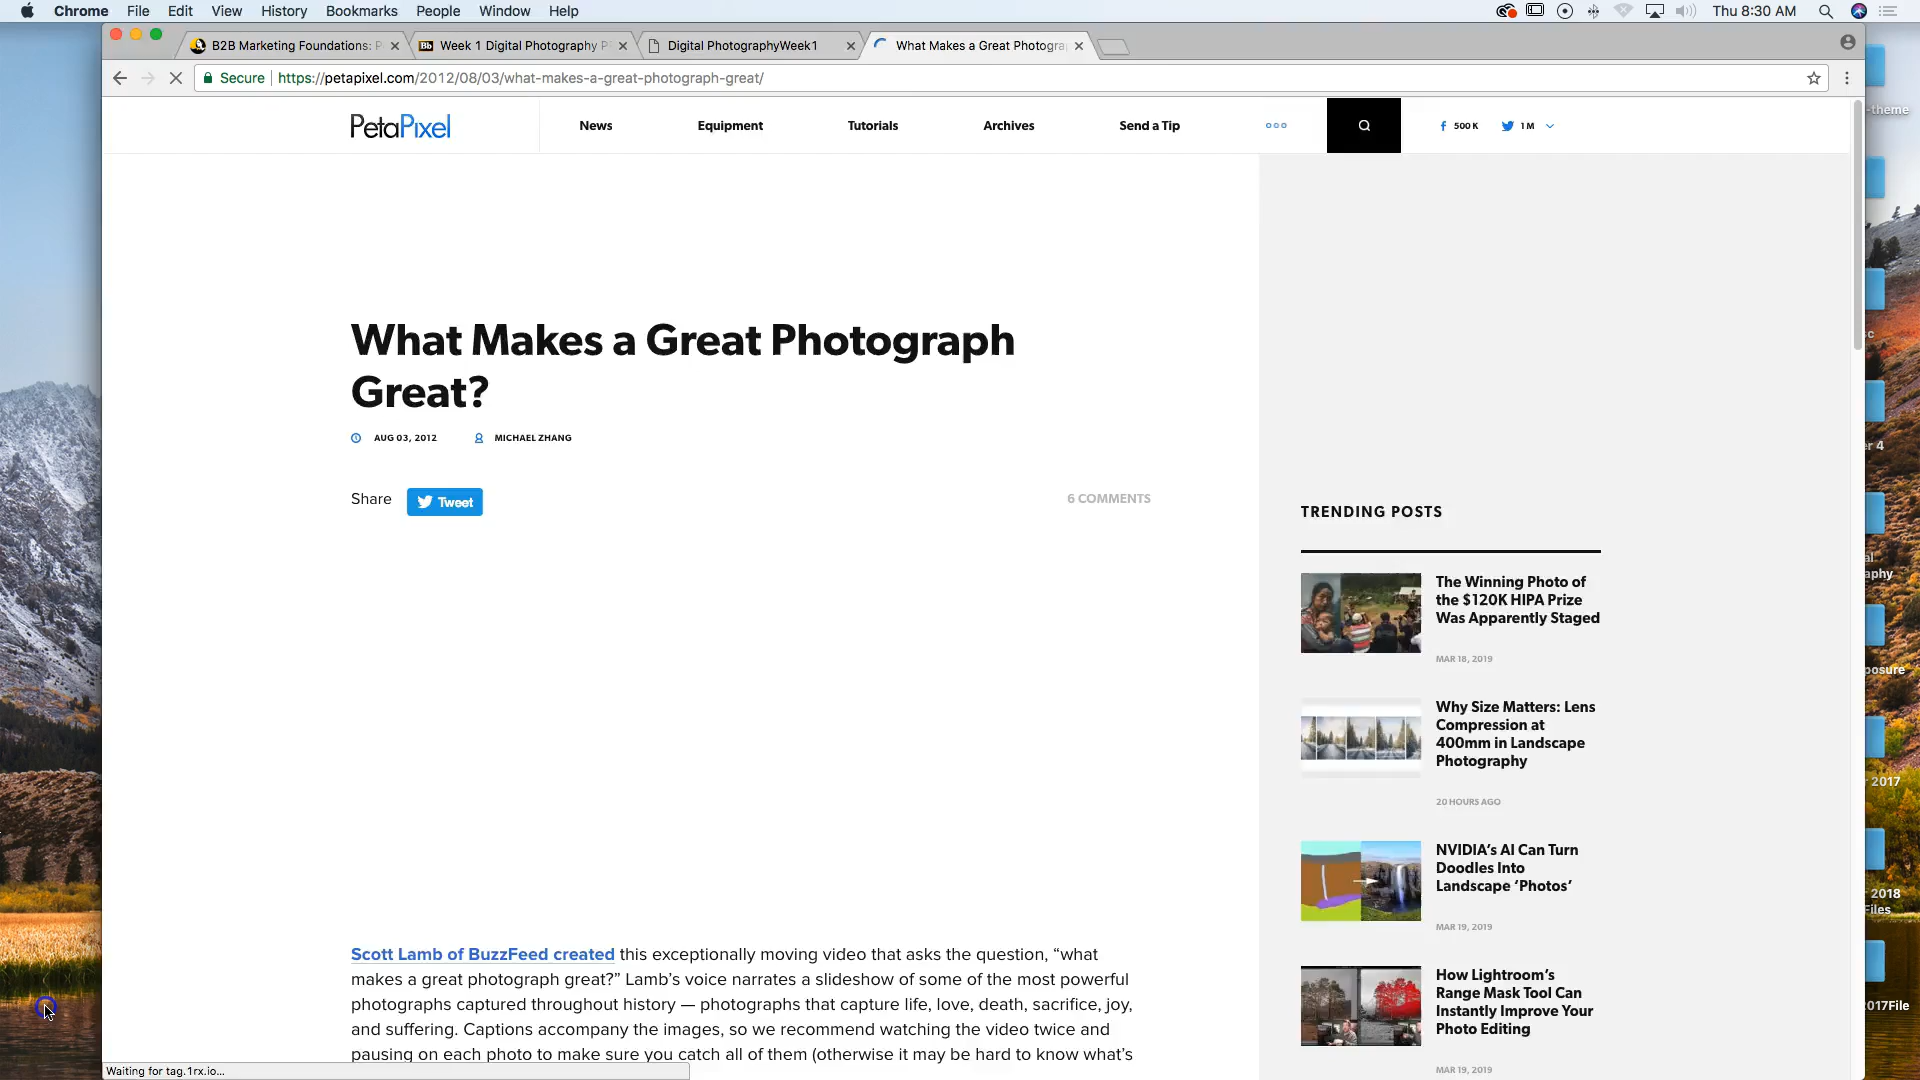 Chrome File Edit View History Bookmarks People Window Help Thu 8:30 AM
B2B Marketing Foundations: P Week 1 Digital Photography P Digital PhotographyWeek1 What Makes a Great Photogra
Secure https://petapixel.com/2012/08/03/what-makes-a-great-photograph-great/
PetaPixel News Equipment Tutorials Archives Send a Tip 500 K 1 M
What Makes a Great Photograph
Great?
AUG 03, 2012 MICHAEL ZHANG
Share Tweet 6 COMMENTS
Scott Lamb of BuzzFeed created this exceptionally moving video that asks the question, “what
makes a great photograph great?” Lamb’s voice narrates a slideshow of some of the most powerful
photographs captured throughout history — photographs that capture life, love, death, sacrifice, joy,
and suffering. Captions accompany the images, so we recommend watching the video twice and
pausing on each photo to make sure you catch all of them (otherwise it may be hard to know what’s
Waiting for tag.1rx.io...
TRENDING POSTS
The Winning Photo of
the $120K HIPA Prize
Was Apparently Staged
MAR 18, 2019
Why Size Matters: Lens
Compression at
400mm in Landscape
Photography
20 HOURS AGO
NVIDIA’s AI Can Turn
Doodles Into
Landscape ‘Photos’
MAR 19, 2019
How Lightroom’s
Range Mask Tool Can
Instantly Improve Your
Photo Editing
MAR 19, 2019
-theme
r 4
aphy
posure
2017
2018
Files
2017File